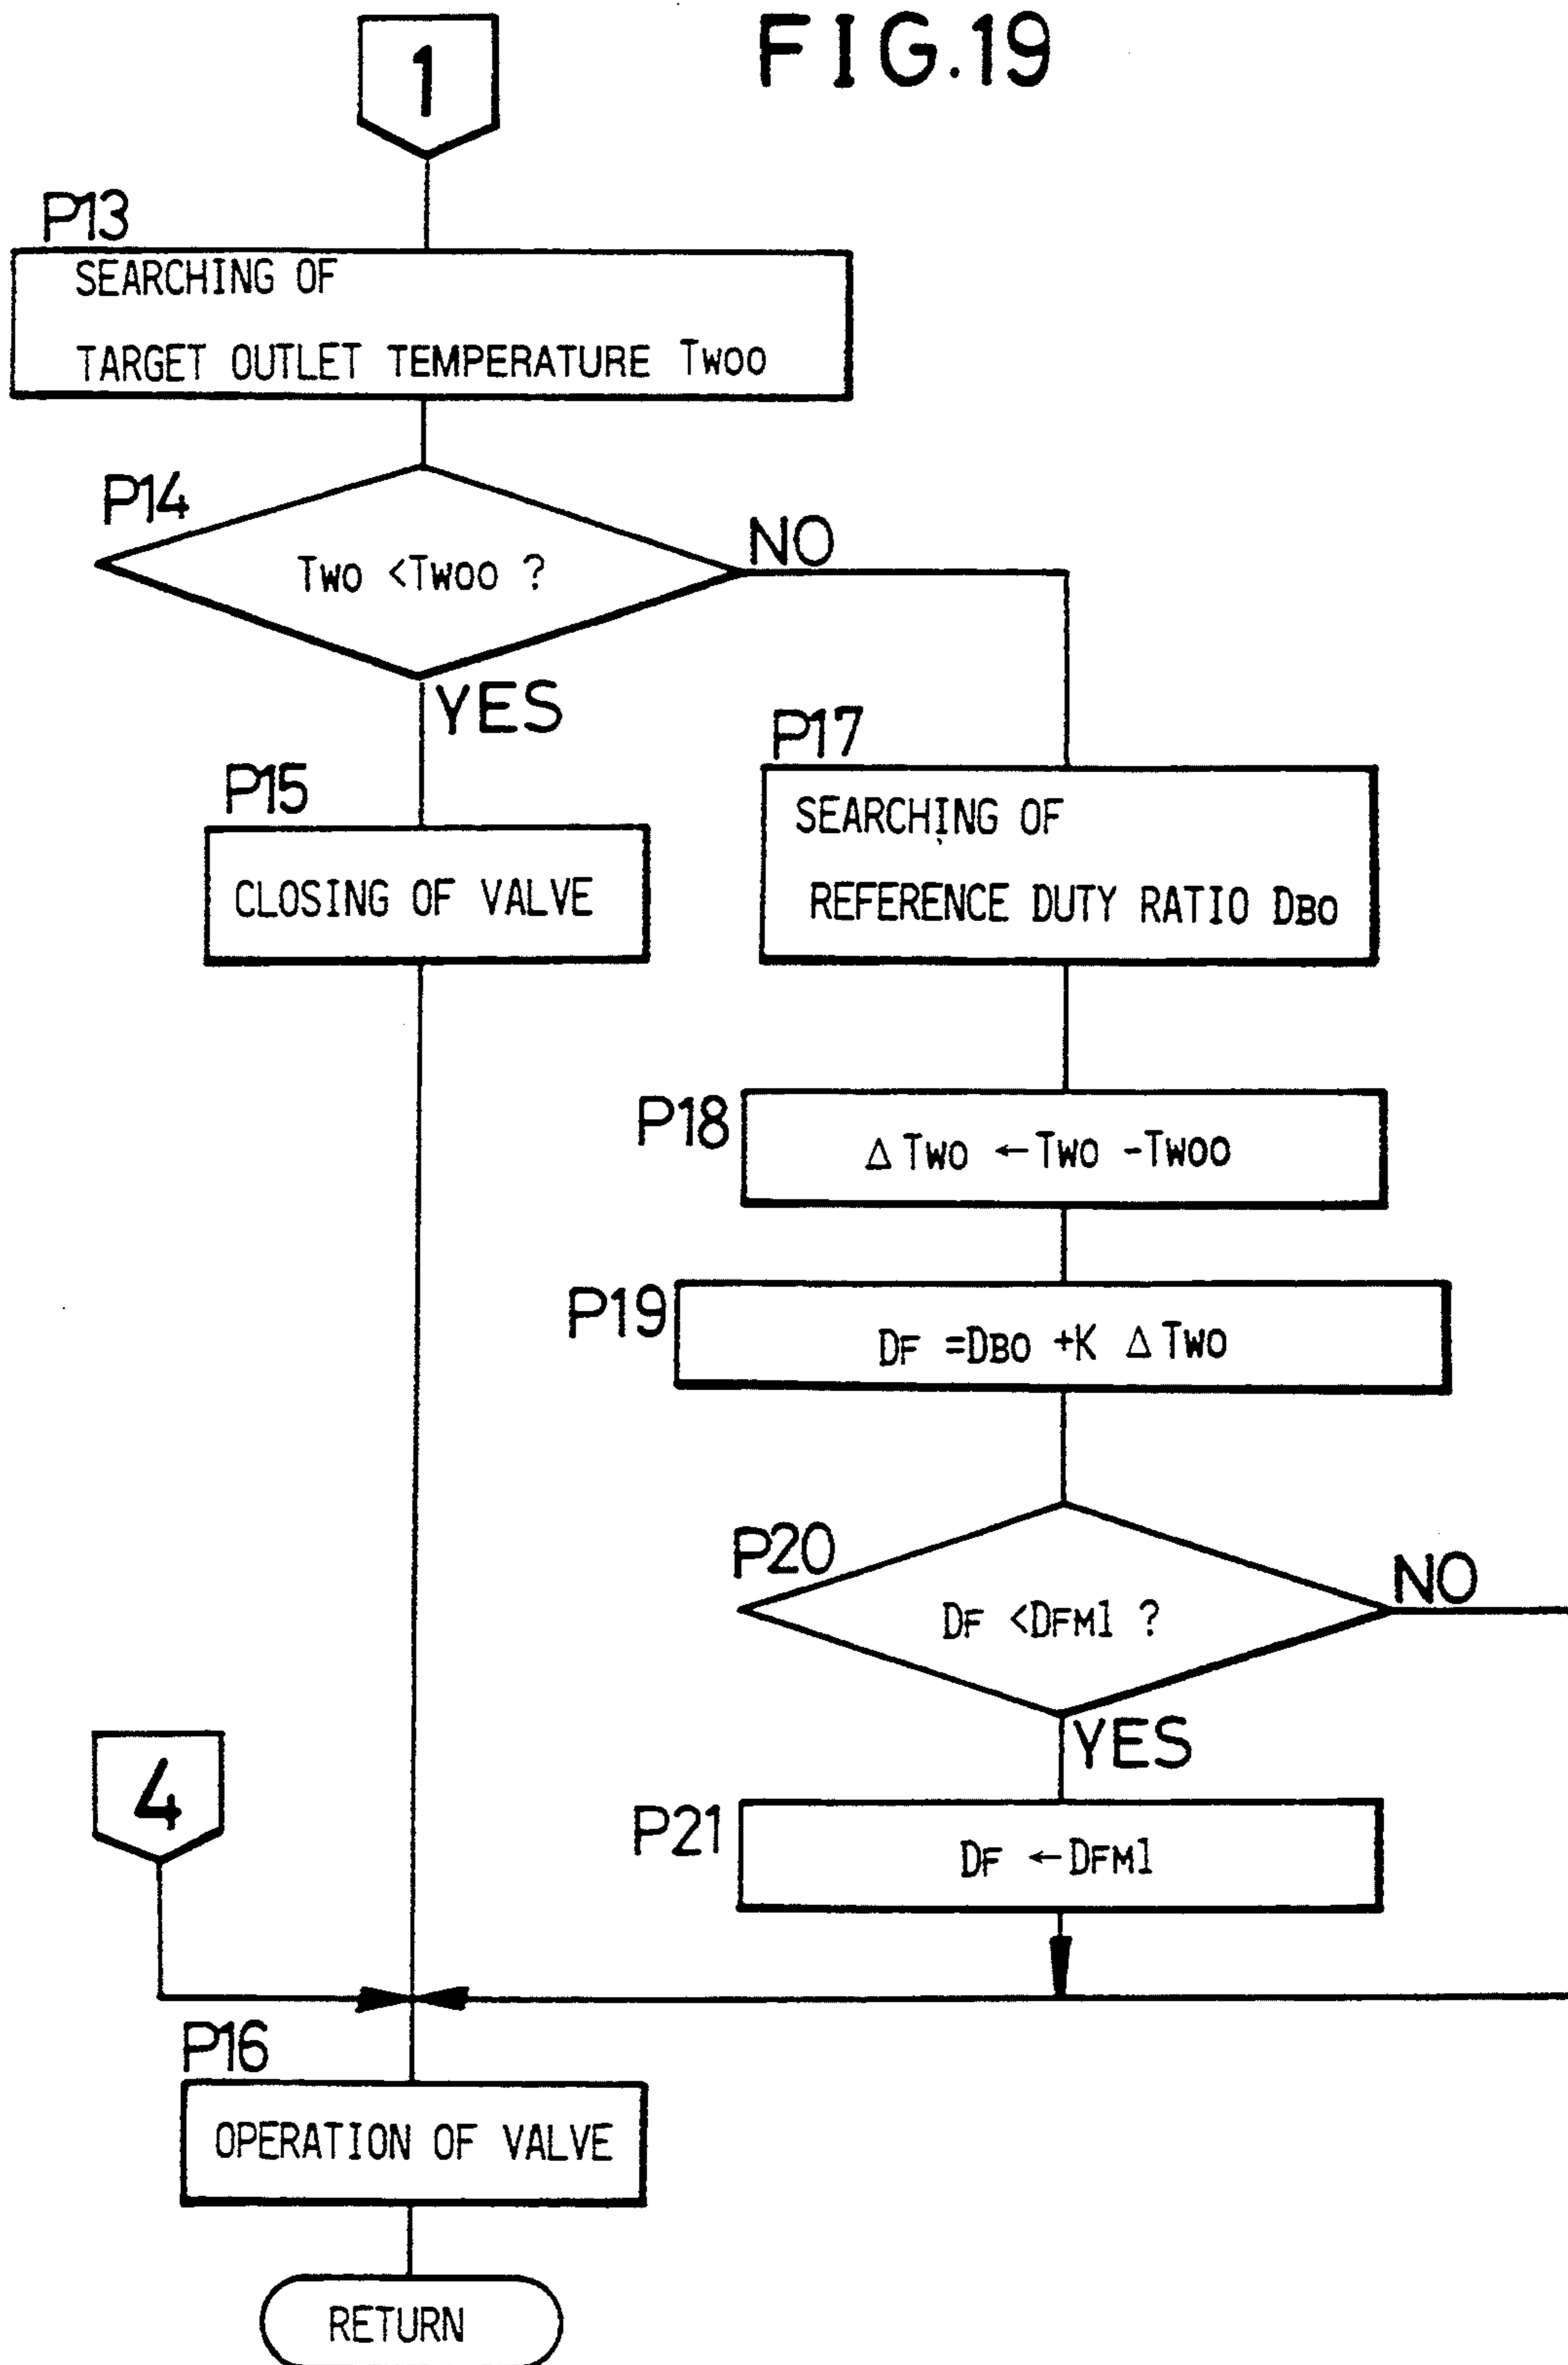 FIG.19
1
P13
SEARCHING OF
TARGET OUTLET TEMPERATURE TWOO
P14
TWO <TWOO ?
NO
YES
P15
CLOSING OF VALVE
P17
SEARCHING OF
REFERENCE DUTY RATIO DBO
P18
Δ TWO ←TWO -TWOO
P19
DF =DBO +K Δ TWO
P20
DF <DFM1 ?
NO
YES
P21
DF ←DFM1
4
P16
OPERATION OF VALVE
RETURN